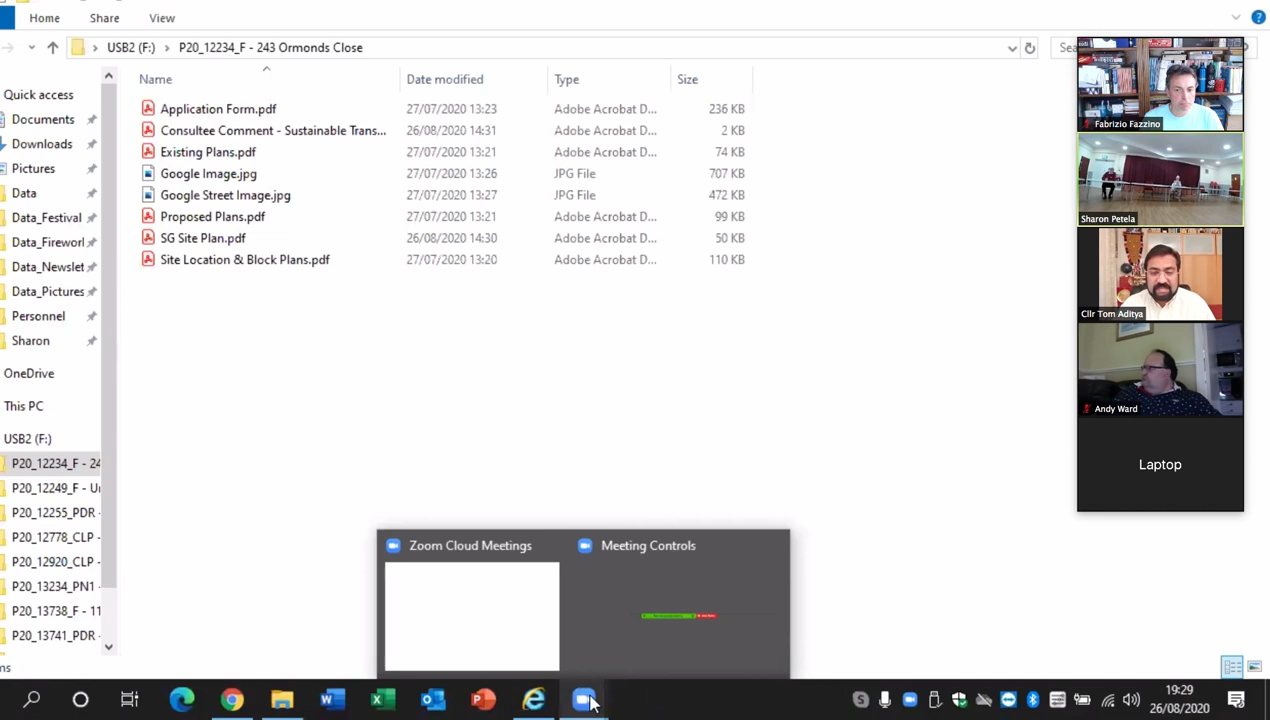 Home Share View
USB2 (F:) P20_12234_F - 243 Ormonds Close
Sea
Name Date modified Type Size
Application Form.pdf 27/07/2020 13:23 Adobe Acrobat D... 236 KB
Consultee Comment - Sustainable Trans... 26/08/2020 14:31 Adobe Acrobat D... 2 KB
Existing Plans.pdf 27/07/2020 13:21 Adobe Acrobat D... 74 KB
Google Image.jpg 27/07/2020 13:26 JPG File 707 KB
Google Street Image.jpg 27/07/2020 13:27 JPG File 472 KB
Proposed Plans.pdf 27/07/2020 13:21 Adobe Acrobat D... 99 KB
SG Site Plan.pdf 26/08/2020 14:30 Adobe Acrobat D... 50 KB
Site Location & Block Plans.pdf 27/07/2020 13:20 Adobe Acrobat D... 110 KB
Quick access
Documents
Downloads
Pictures
Data
Data_Festival
Data_Fireworl
Data_Newslet
Data_Pictures
Personnel
Sharon
OneDrive
This PC
USB2 (F:)
P20_12234_F - 24
P20_12249_F - Ur
P20_12255_PDR -
P20_12778_CLP -
P20_12920_CLP -
P20_13234_PN1 -
P20_13738_F - 11
P20_13741_PDR -
ms
Fabrizio Fazzino
Sharon Petela
Cllr Tom Aditya
Andy Ward
Laptop
Zoom Cloud Meetings
Meeting Controls
19:29
26/08/2020